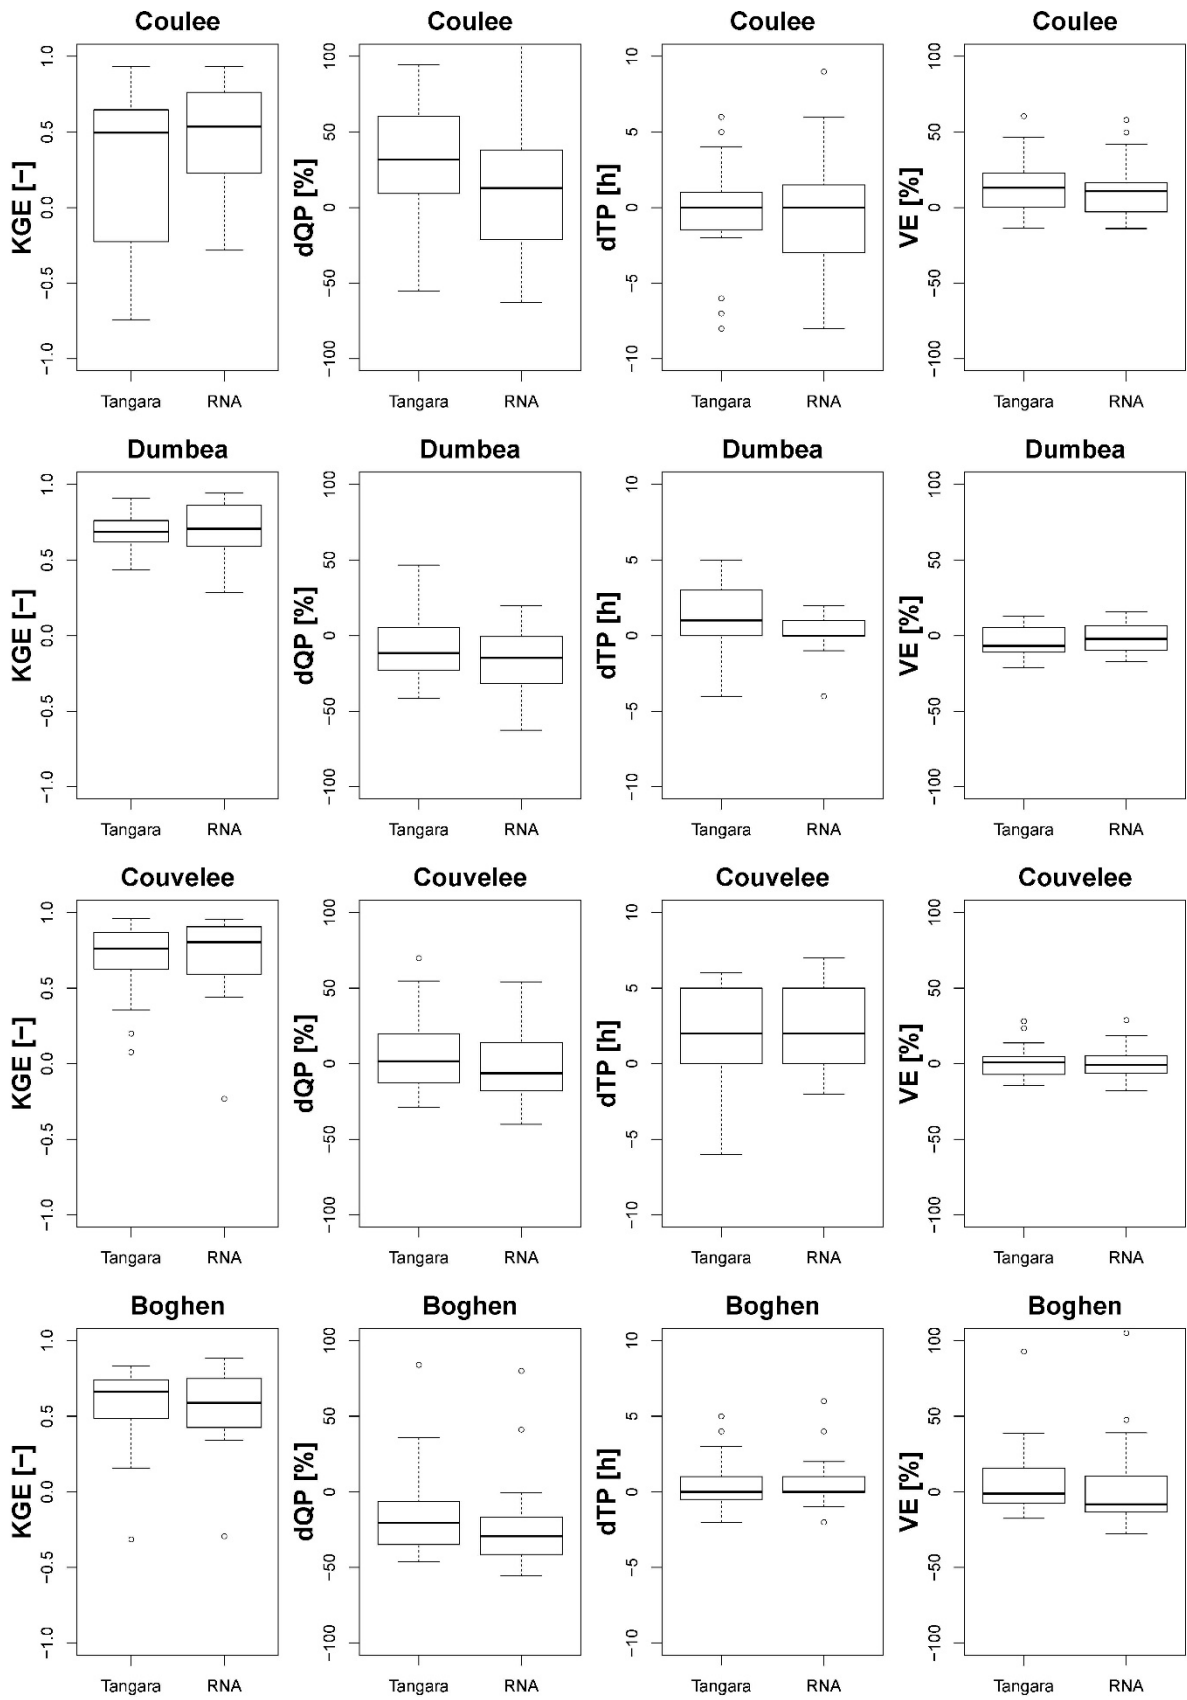 Coulee Coulee Coulee Coulee
KGE [−] −1.0 −0.5 0.0 0.5 1.0 dQP [%] −100 −50 0 50 100 dTP [h] −10 −5 0 5 10 VE [%] −100 −50 0 50 100
Tangara RNA Tangara RNA Tangara RNA Tangara RNA
Dumbea Dumbea Dumbea Dumbea
KGE [−] −1.0 −0.5 0.0 0.5 1.0 dQP [%] −100 −50 0 50 100 dTP [h] −10 −5 0 5 10 VE [%] −100 −50 0 50 100
Tangara RNA Tangara RNA Tangara RNA Tangara RNA
Couvelee Couvelee Couvelee Couvelee
KGE [−] −1.0 −0.5 0.0 0.5 1.0 dQP [%] −100 −50 0 50 100 dTP [h] −10 −5 0 5 10 VE [%] −100 −50 0 50 100
Tangara RNA Tangara RNA Tangara RNA Tangara RNA
Boghen Boghen Boghen Boghen
KGE [−] −1.0 −0.5 0.0 0.5 1.0 dQP [%] −100 −50 0 50 100 dTP [h] −10 −5 0 5 10 VE [%] −100 −50 0 50 100
Tangara RNA Tangara RNA Tangara RNA Tangara RNA